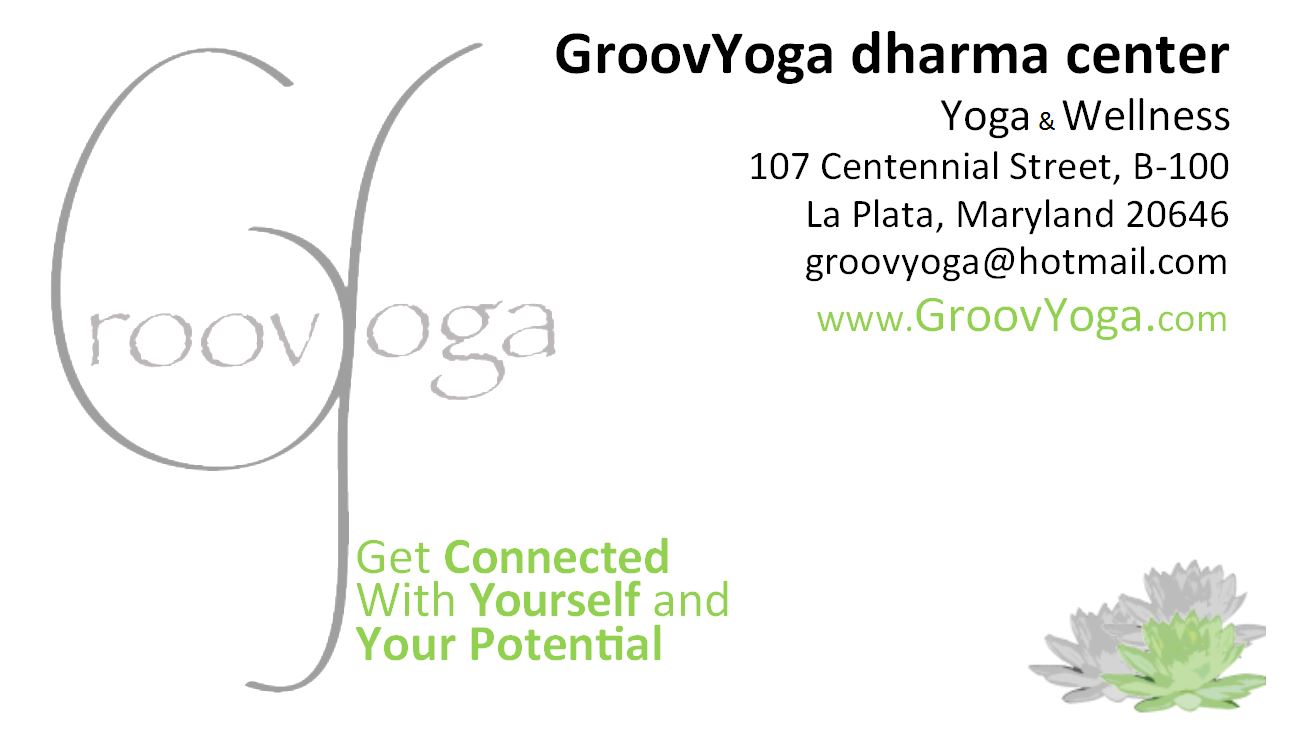 GroovYoga
GroovYoga dharma center
Yoga & Wellness
107 Centennial Street, B-100
La Plata, Maryland 20646
groovyoga@hotmail.com
www.GroovYoga.com
Get Connected
With Yourself and
Your Potential